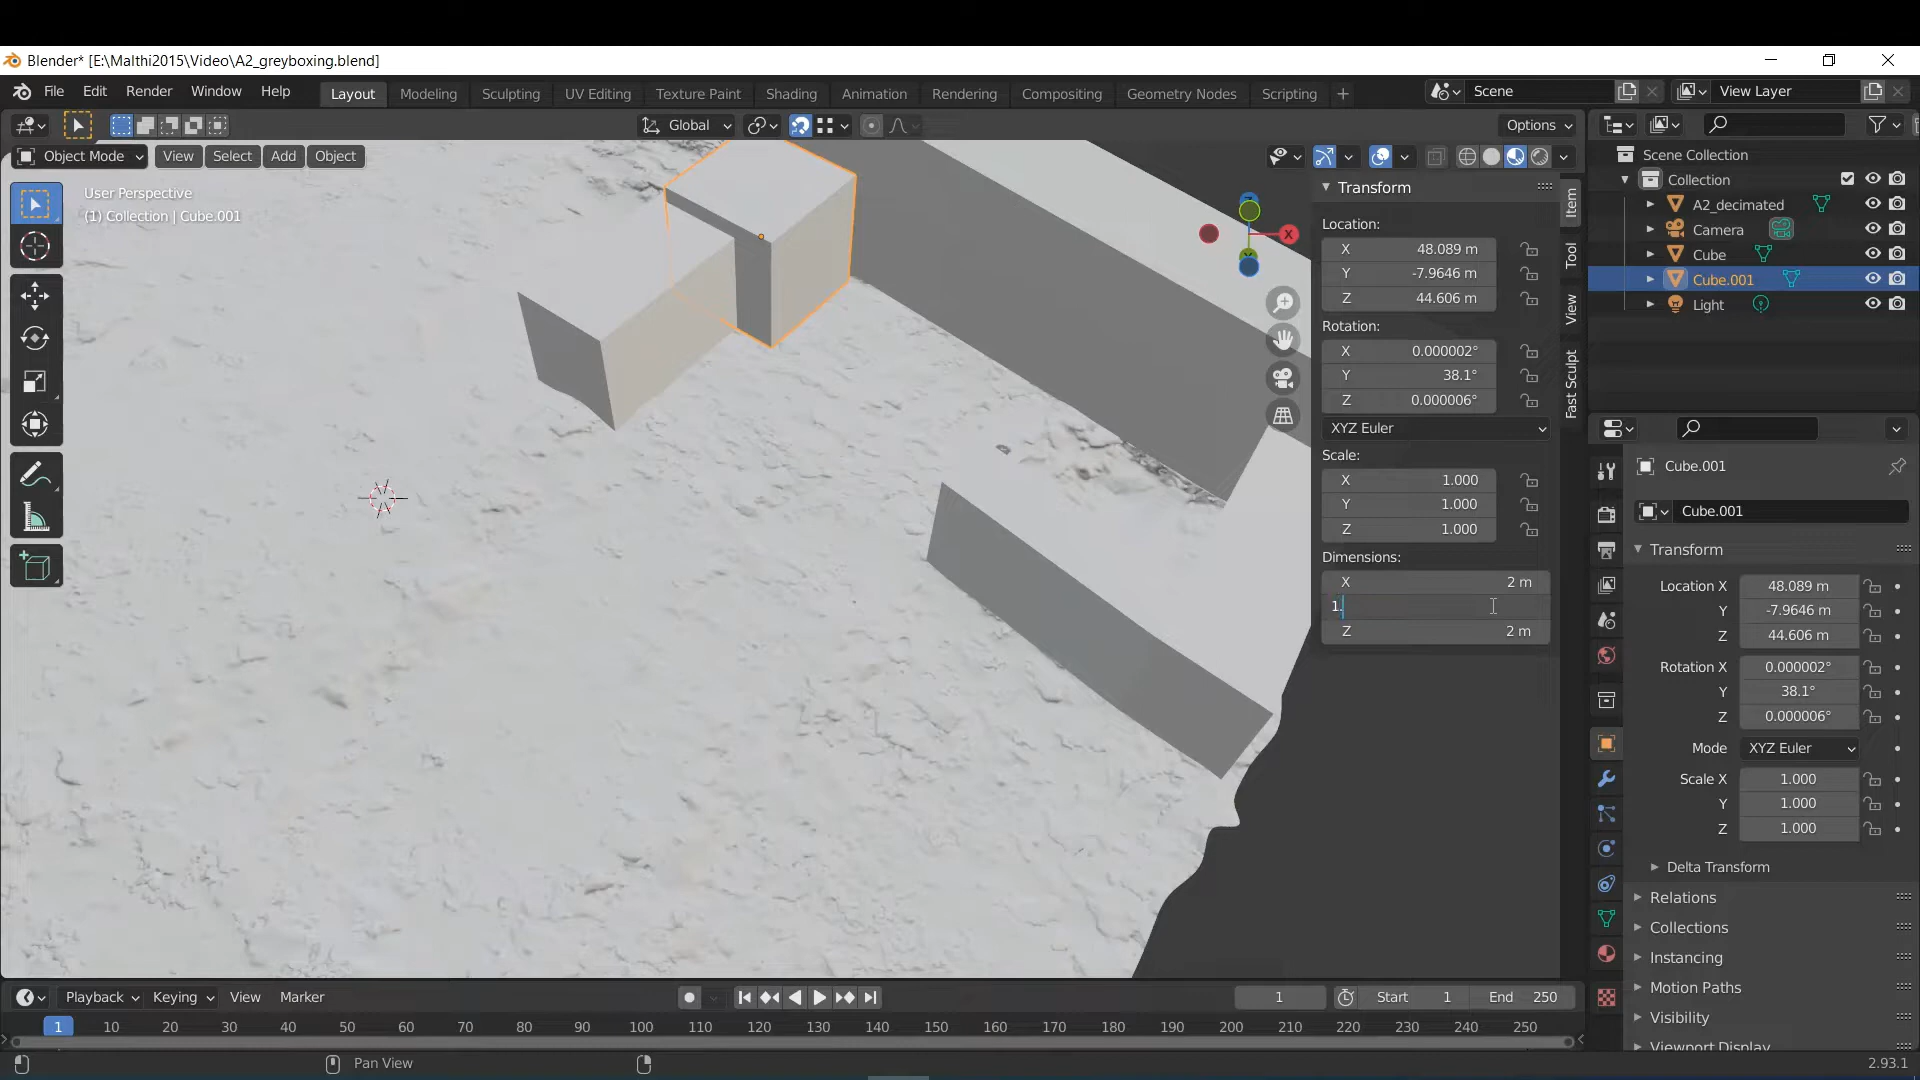 Blender* [E:\Malthi2015\Video\A2_greyboxing.blend]
File Edit Render Window Help Layout Modeling Sculpting UV Editing Texture Paint Shading Animation Rendering Compositing Geometry Nodes Scripting + Scene View Layer
Global Options
Object Mode View Select Add Object
User Perspective
(1) Collection | Cube.001
X
Transform
Location:
X 48.089 m
Y -7.9646 m
Z 44.606 m
Rotation:
X 0.000002°
Y 38.1°
Z 0.000006°
XYZ Euler
Scale:
X 1.000
Y 1.000
Z 1.000
Dimensions:
X 2 m
1.
Z 2 m
Item
Tool
View
Fast Sculpt
Scene Collection
Collection
A2_decimated
Camera
Cube
Cube.001
Light
Cube.001
Cube.001
Transform
Location X 48.089 m
Y -7.9646 m
Z 44.606 m
Rotation X 0.000002°
Y 38.1°
Z 0.000006°
Mode XYZ Euler
Scale X 1.000
Y 1.000
Z 1.000
Delta Transform
Relations
Collections
Instancing
Motion Paths
Visibility
Viewport Display
Playback Keying View Marker 1 Start 1 End 250
1 10 20 30 40 50 60 70 80 90 100 110 120 130 140 150 160 170 180 190 200 210 220 230 240 250
Pan View 2.93.1